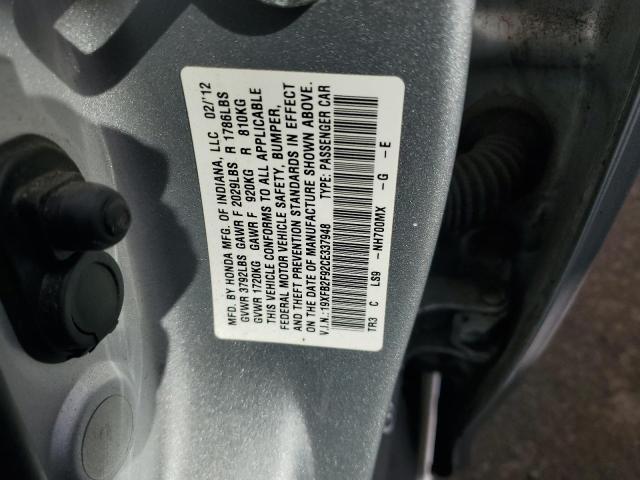 MFD. BY HONDA MFG. OF INDIANA, LLC 02/'12
GVWR 3792LBS GAWR F 2029LBS R 1786LBS
GVWR 1720KG GAWR F 920KG R 810KG
THIS VEHICLE CONFORMS TO ALL APPLICABLE
FEDERAL MOTOR VEHICLE SAFETY, BUMPER,
AND THEFT PREVENTION STANDARDS IN EFFECT
ON THE DATE OF MANUFACTURE SHOWN ABOVE.
V.I.N.:19XFB2F92CE337948 TYPE: PASSENGER CAR
TR3 C LS9 -NH700MIX -G -E